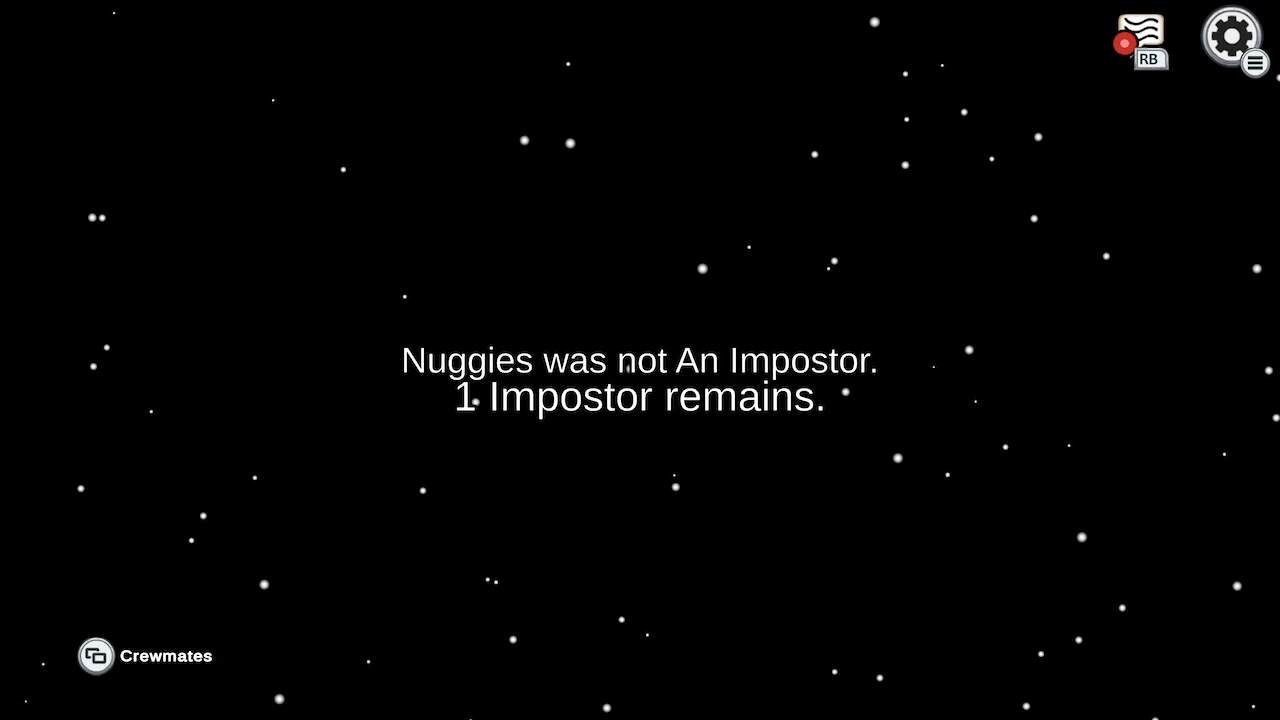 RB
Nuggies was not An Impostor.
1 Impostor remains.
Crewmates